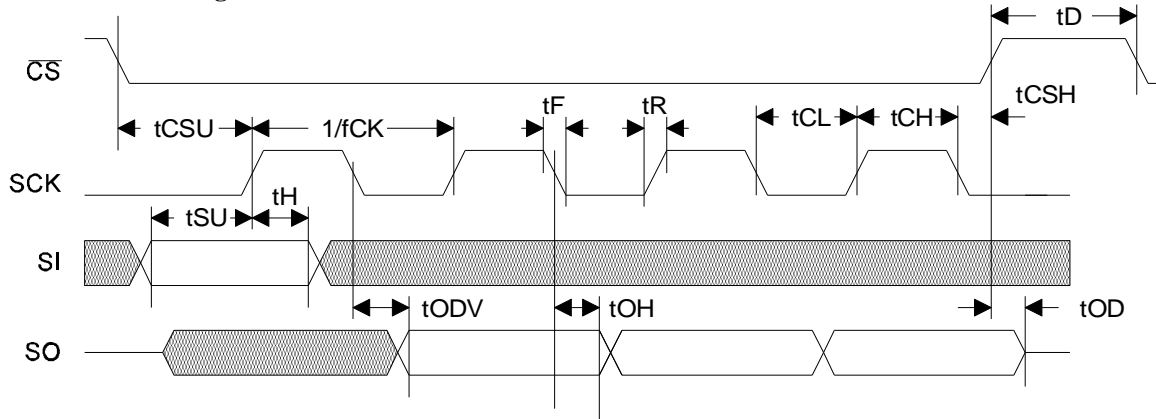 tD
CS
tCSH
tF
tR
tCSU
1/fCK
tCL
tCH
SCK
tH
tSU
SI
tODV
tOH
tOD
SO